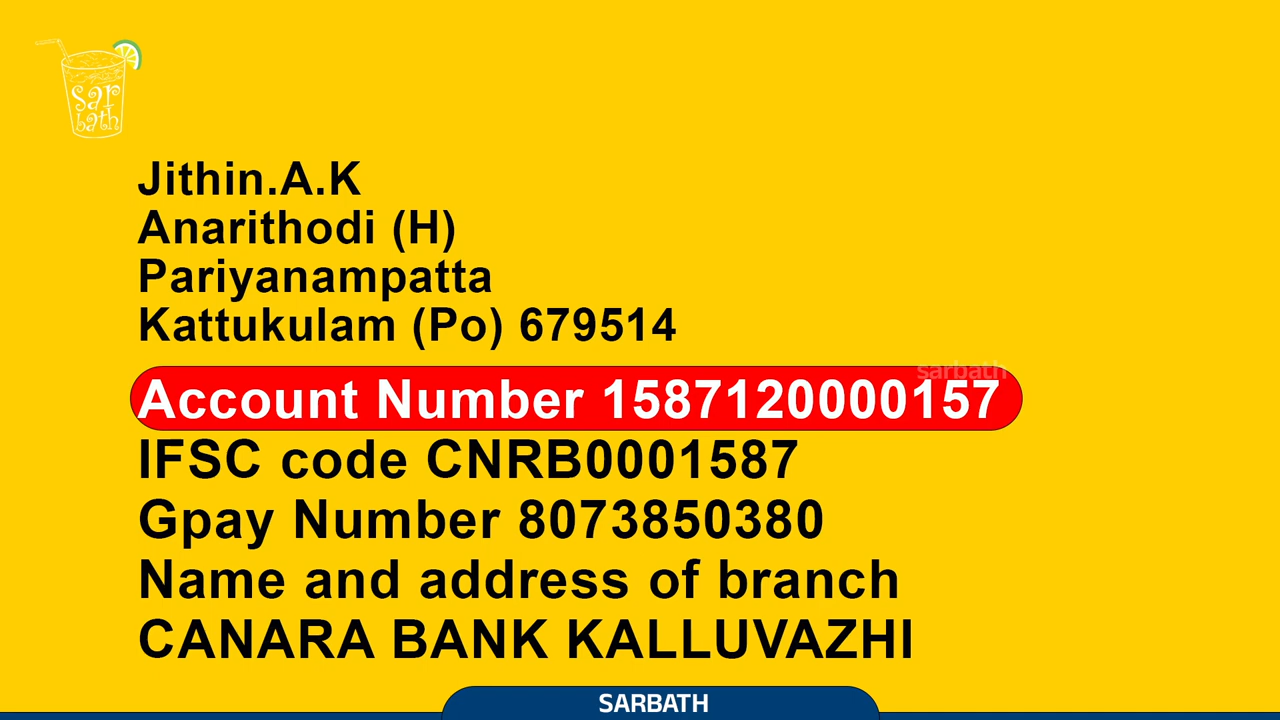 sar
bath
Jithin.A.K
Anarithodi (H)
Pariyanampatta
Kattukulam (Po) 679514
sarbath
Account Number 1587120000157
IFSC code CNRB0001587
Gpay Number 8073850380
Name and address of branch
CANARA BANK KALLUVAZHI
SARBATH